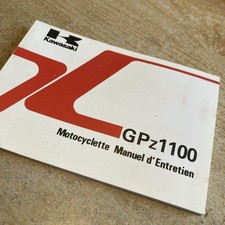 Kawasaki
GPz1100
Motocyclette Manuel d'Entretien